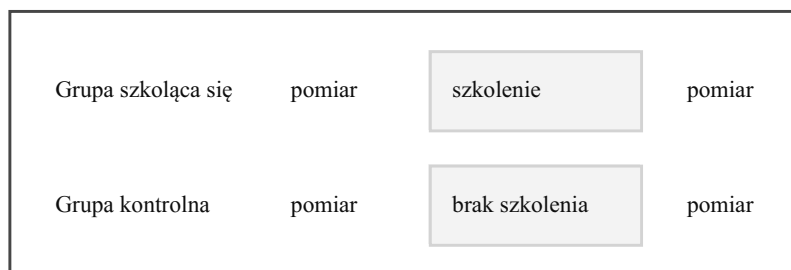 Grupa szkoląca się pomiar szkolenie pomiar
Grupa kontrolna pomiar brak szkolenia pomiar